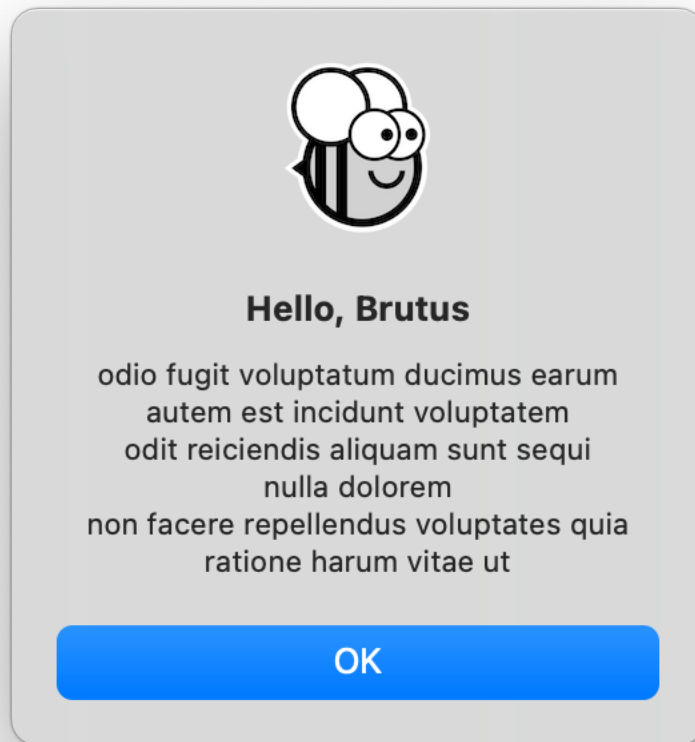 Hello, Brutus
odio fugit voluptatum ducimus earum
autem est incidunt voluptatem
odit reiciendis aliquam sunt sequi
nulla dolorem
non facere repellendus voluptates quia
ratione harum vitae ut
OK